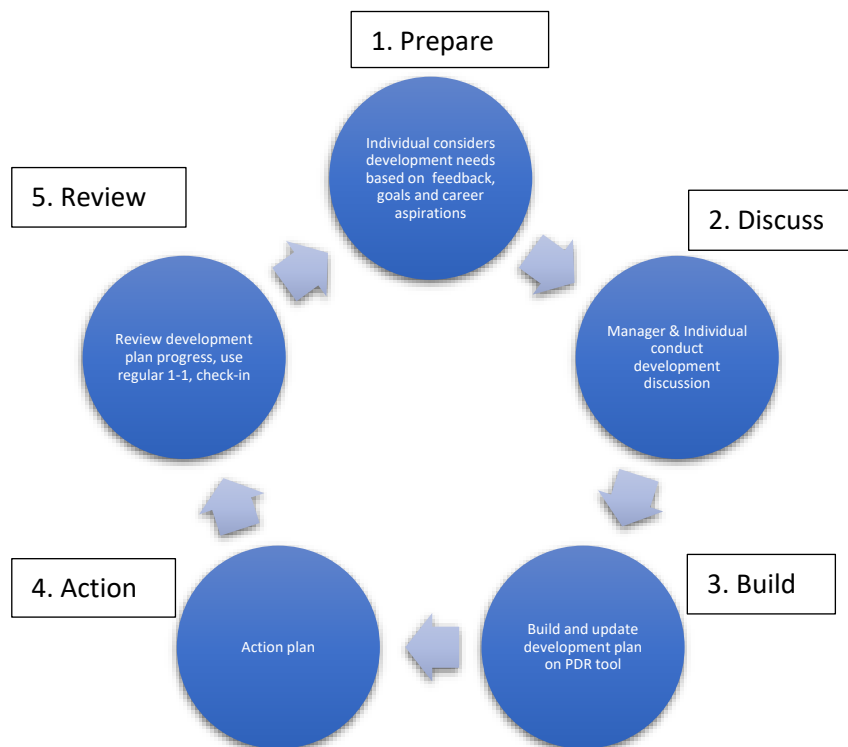 1. Prepare
Individual considers
development needs
based on feedback,
goals and career
aspirations
2. Discuss
Manager & Individual
conduct
development
discussion
3. Build
Build and update
development plan
on PDR tool
4. Action
Action plan
5. Review
Review development
plan progress, use
regular 1-1, check-in